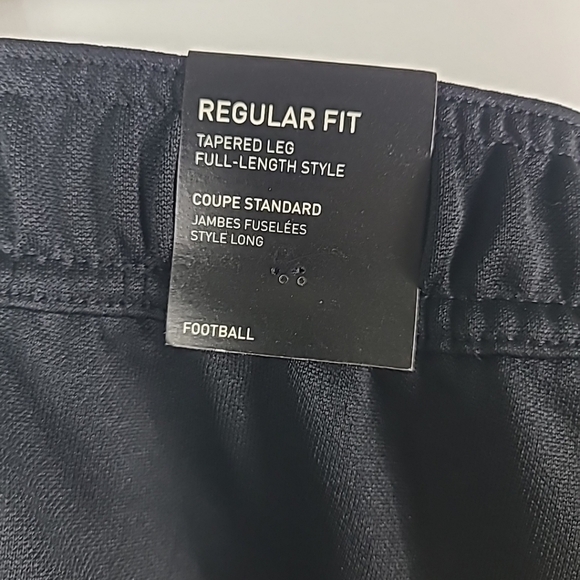 REGULAR FIT
TAPERED LEG
FULL-LENGTH STYLE
COUPE STANDARD
JAMBES FUSELÉES
STYLE LONG
FOOTBALL